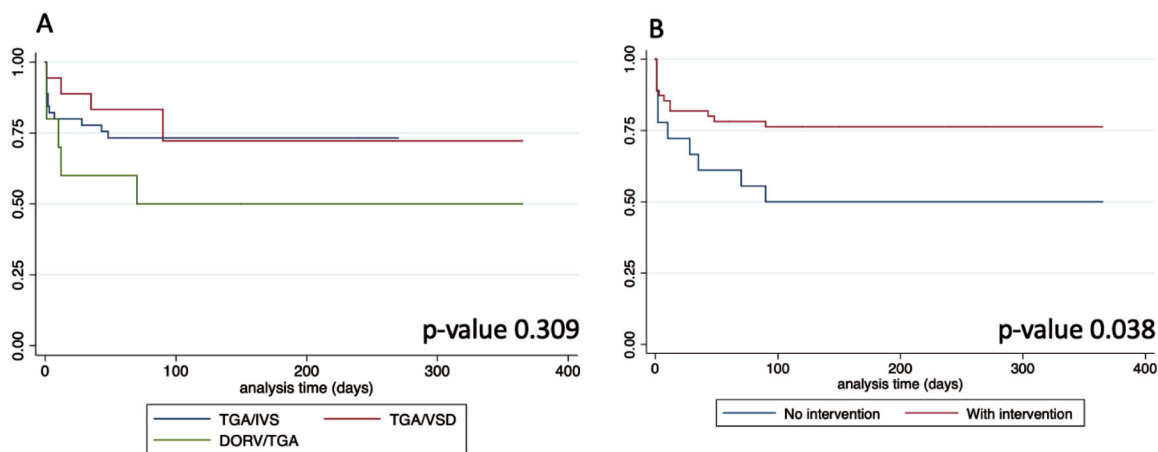 A
1.00
0.75
0.50
0.25
0.00
0 100 200 300 400
analysis time (days)
p-value 0.309
TGA/IVS TGA/VSD
DORV/TGA
B
1.00
0.75
0.50
0.25
0.00
0 100 200 300 400
analysis time (days)
p-value 0.038
No intervention With intervention